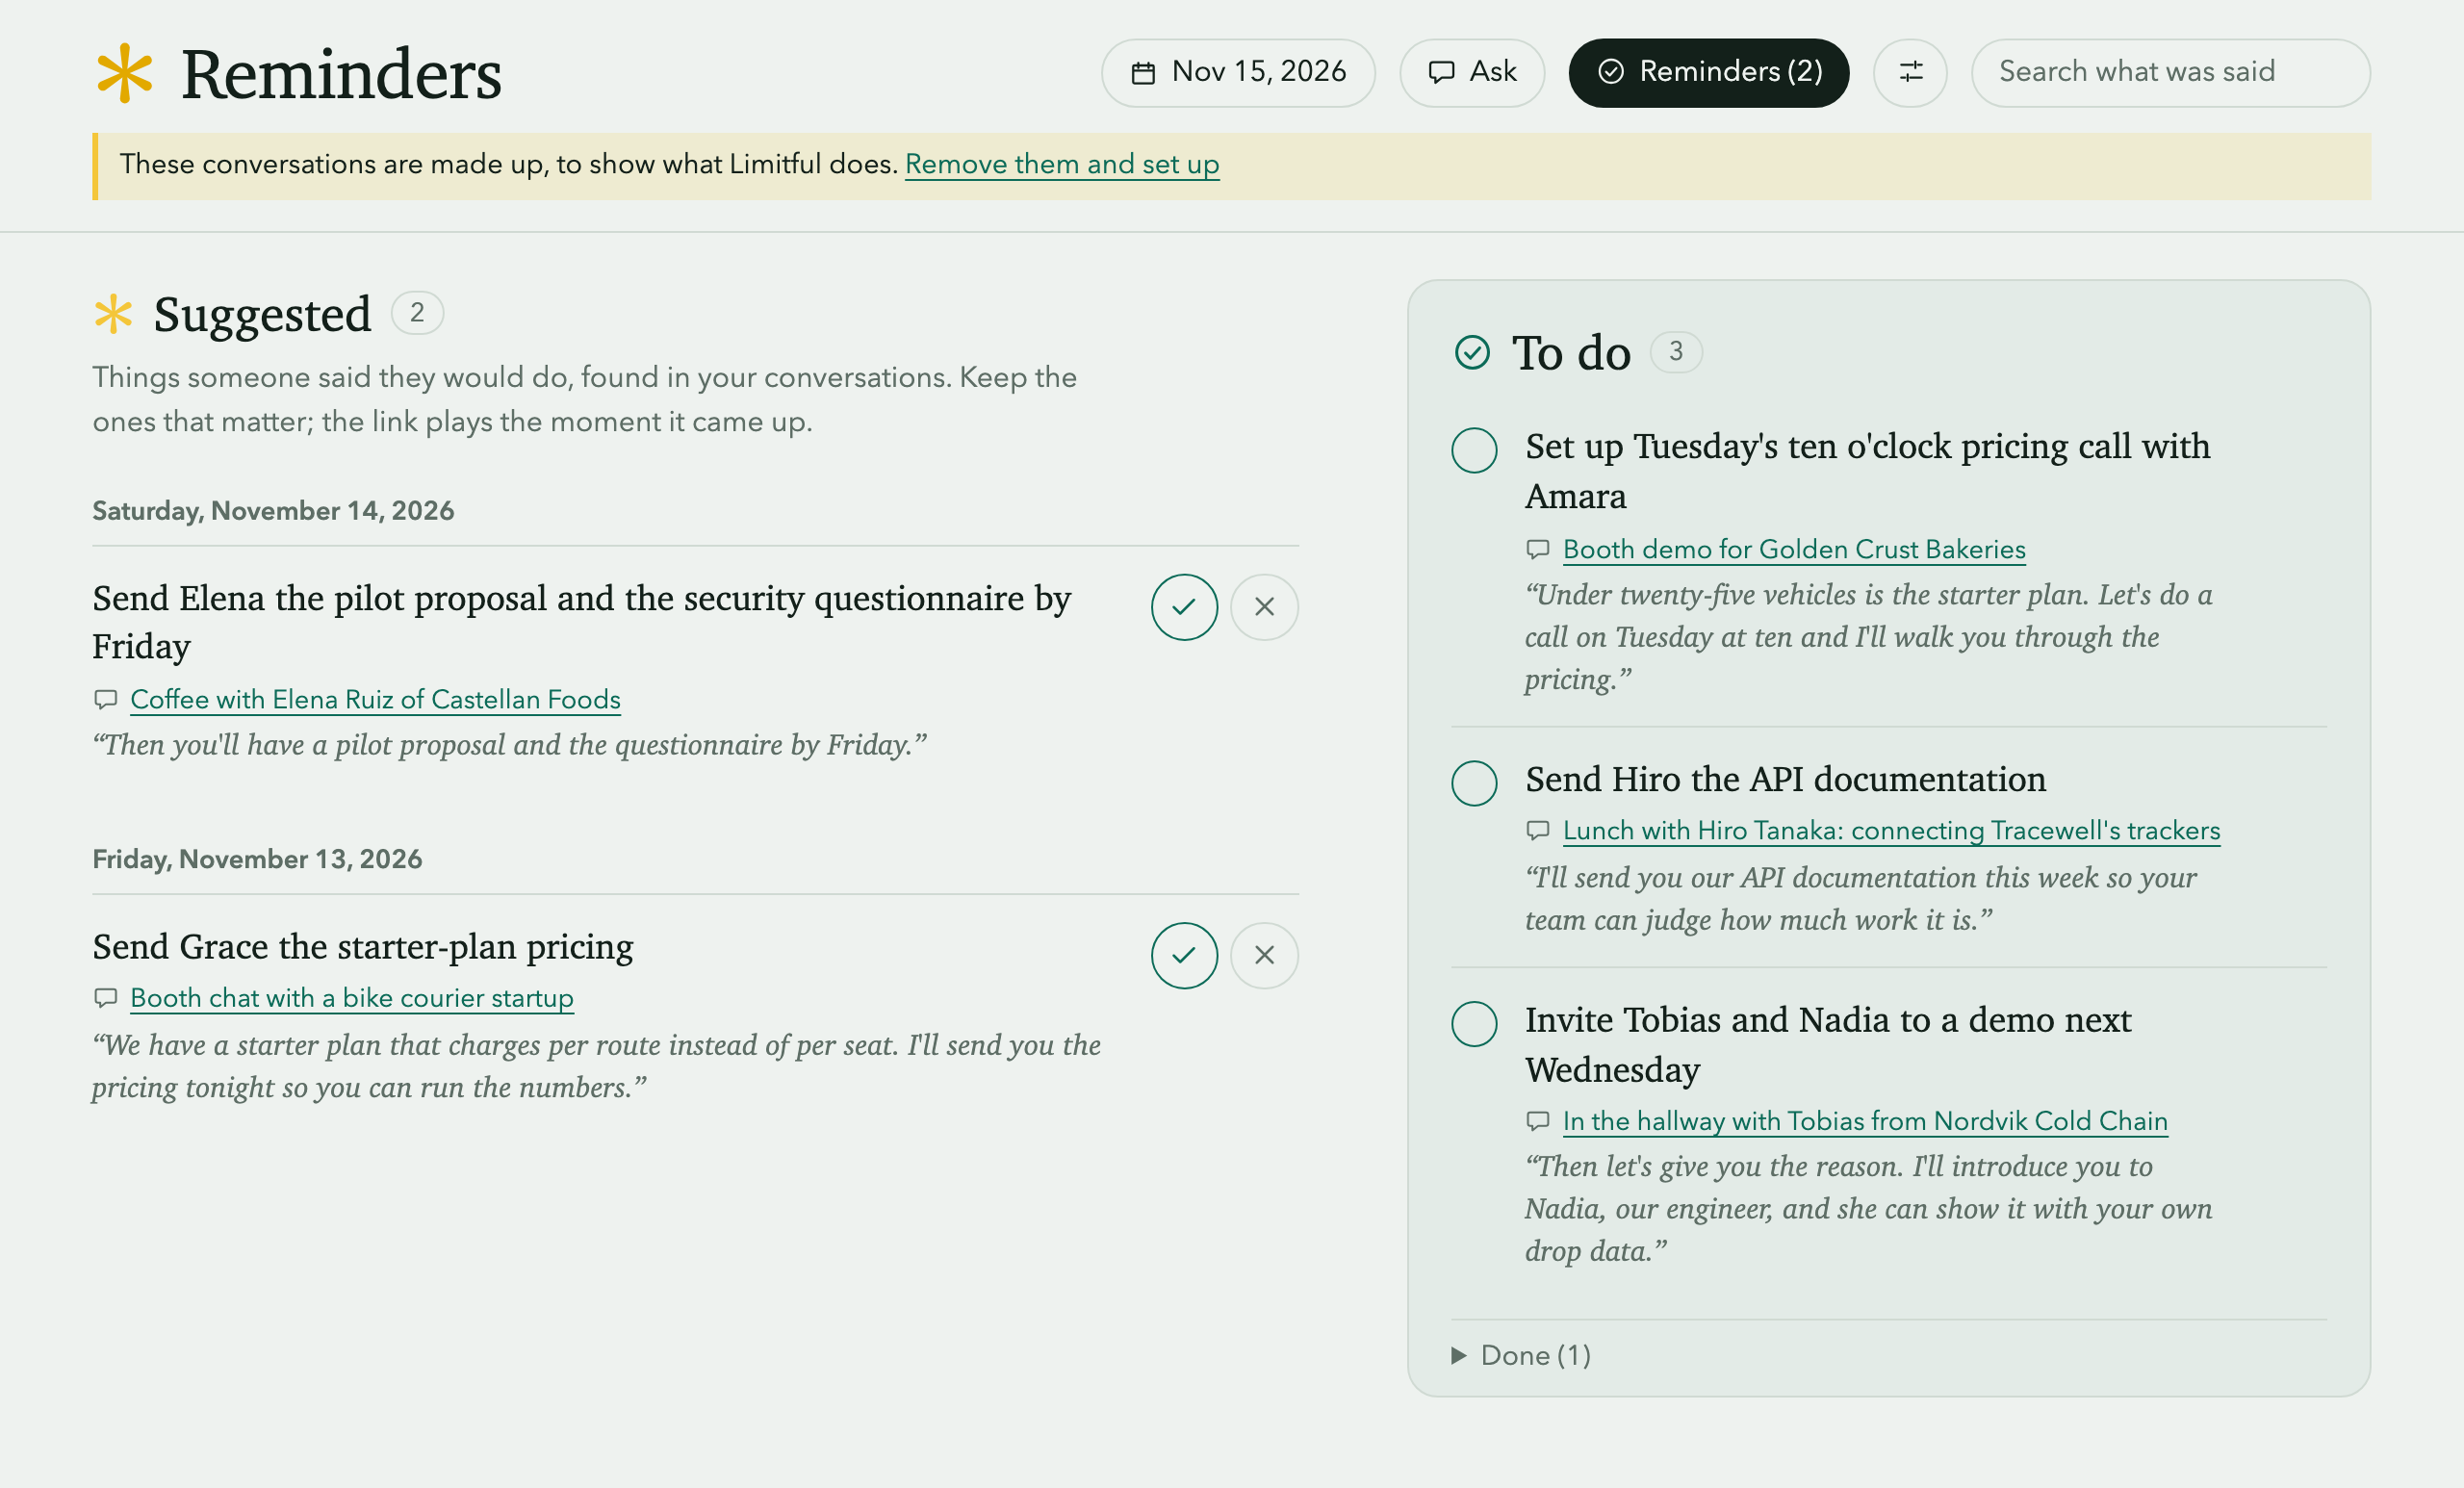 Reminders
Nov 15, 2026
Ask
Reminders (2)
Search what was said
These conversations are made up, to show what Limitful does. Remove them and set up
Suggested 2
Things someone said they would do, found in your conversations. Keep the
ones that matter; the link plays the moment it came up.
Saturday, November 14, 2026
Send Elena the pilot proposal and the security questionnaire by
Friday
Coffee with Elena Ruiz of Castellan Foods
“Then you'll have a pilot proposal and the questionnaire by Friday.”
Friday, November 13, 2026
Send Grace the starter-plan pricing
Booth chat with a bike courier startup
“We have a starter plan that charges per route instead of per seat. I'll send you the
pricing tonight so you can run the numbers.”
To do 3
Set up Tuesday's ten o'clock pricing call with
Amara
Booth demo for Golden Crust Bakeries
“Under twenty-five vehicles is the starter plan. Let's do a
call on Tuesday at ten and I'll walk you through the
pricing.”
Send Hiro the API documentation
Lunch with Hiro Tanaka: connecting Tracewell's trackers
“I'll send you our API documentation this week so your
team can judge how much work it is.”
Invite Tobias and Nadia to a demo next
Wednesday
In the hallway with Tobias from Nordvik Cold Chain
“Then let's give you the reason. I'll introduce you to
Nadia, our engineer, and she can show it with your own
drop data.”
Done (1)